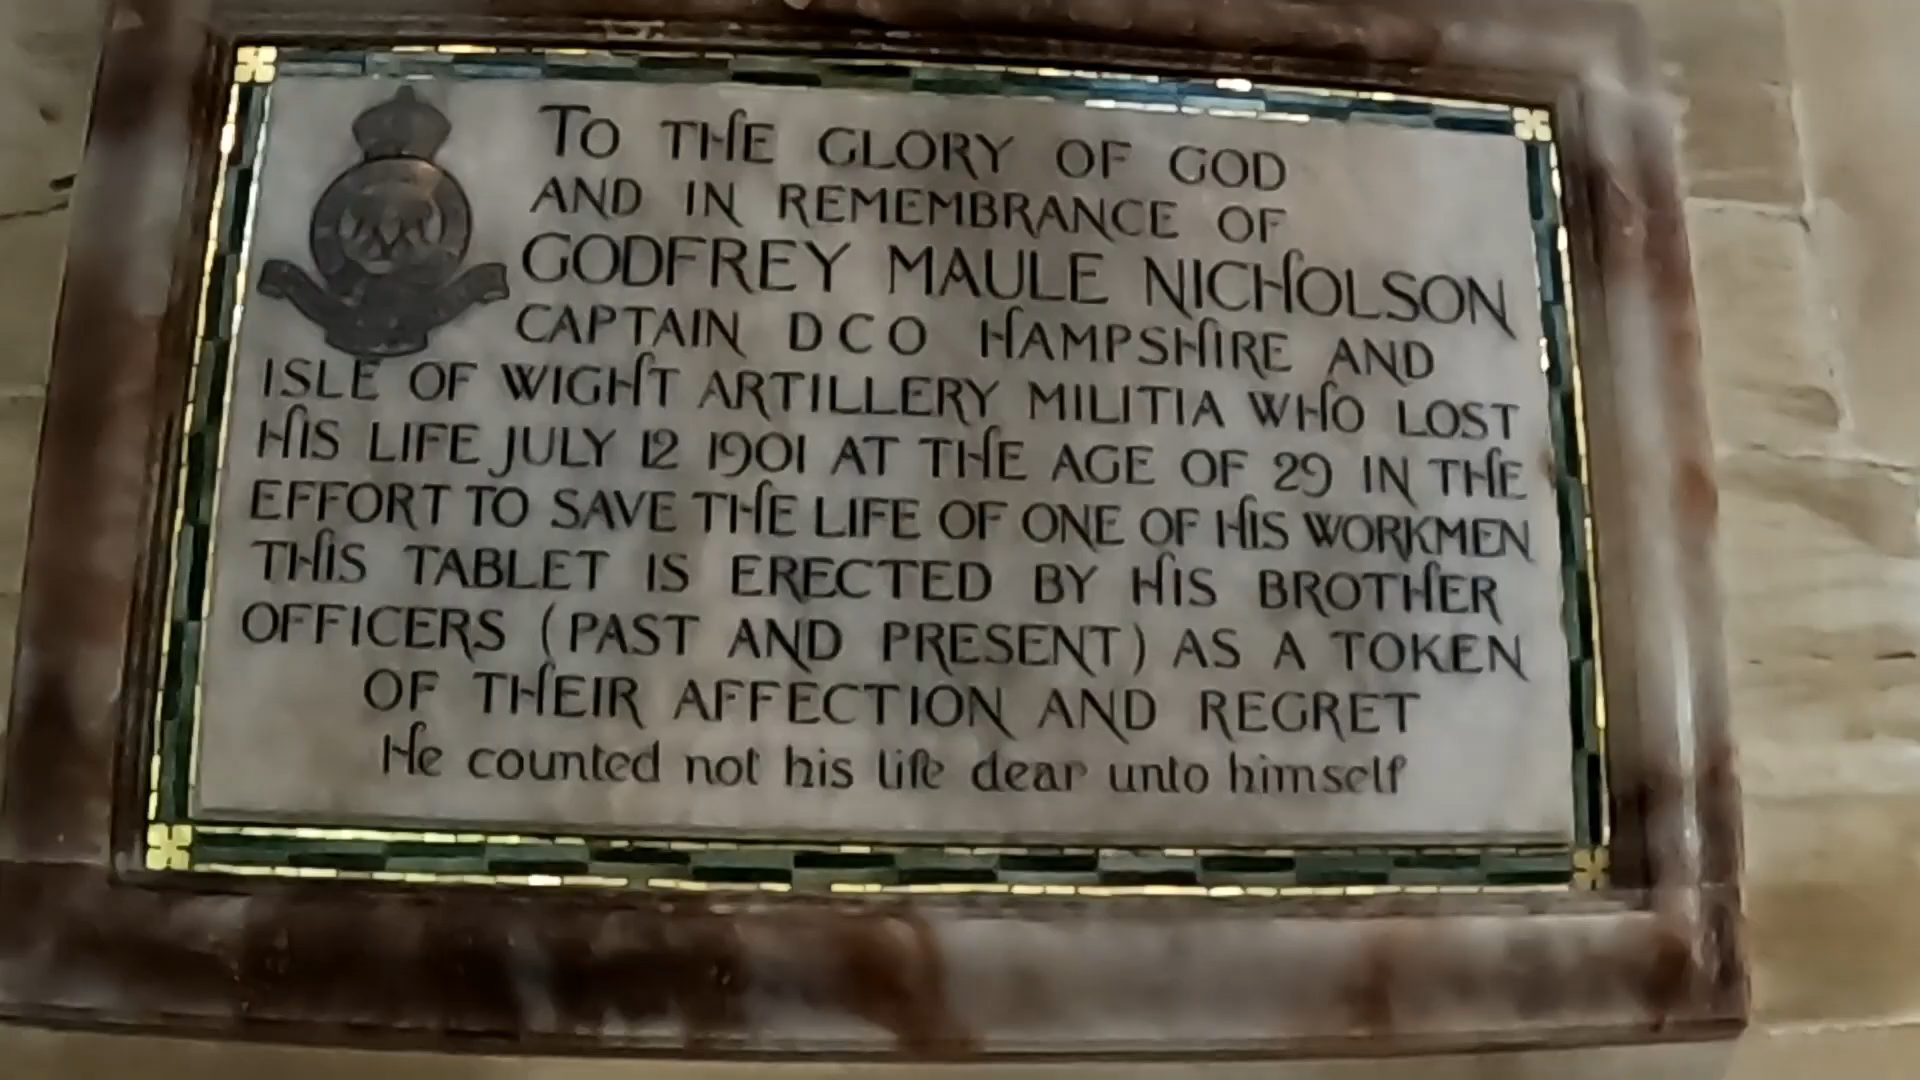 TO THE GLORY OF GOD
AND IN REMEMBRANCE OF
GODFREY MAULE NICHOLSON
CAPTAIN D C O HAMPSHIRE AND
ISLE OF WIGHT ARTILLERY MILITIA WHO LOST
HIS LIFE JULY 12 1901 AT THE AGE OF 29 IN THE
EFFORT TO SAVE THE LIFE OF ONE OF HIS WORKMEN
THIS TABLET IS ERECTED BY HIS BROTHER
OFFICERS (PAST AND PRESENT) AS A TOKEN
OF THEIR AFFECTION AND REGRET
He counted not his life dear unto himself